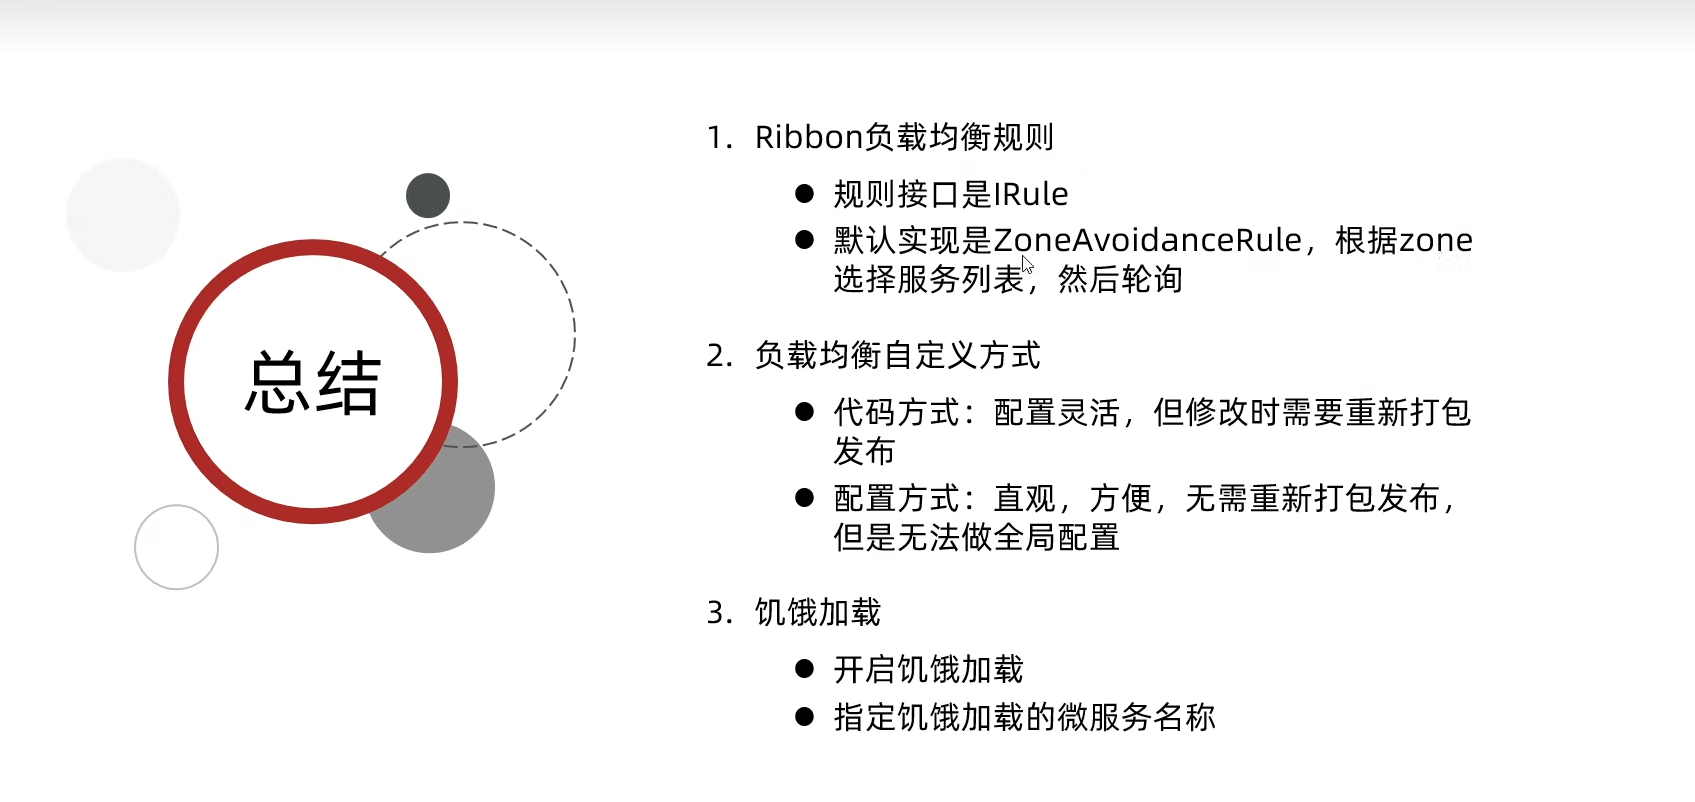 总结
1. Ribbon负载均衡规则
● 规则接口是IRule
● 默认实现是ZoneAvoidanceRule，根据zone
选择服务列表，然后轮询
2. 负载均衡自定义方式
● 代码方式：配置灵活，但修改时需要重新打包
发布
● 配置方式：直观，方便，无需重新打包发布，
但是无法做全局配置
3. 饥饿加载
● 开启饥饿加载
● 指定饥饿加载的微服务名称